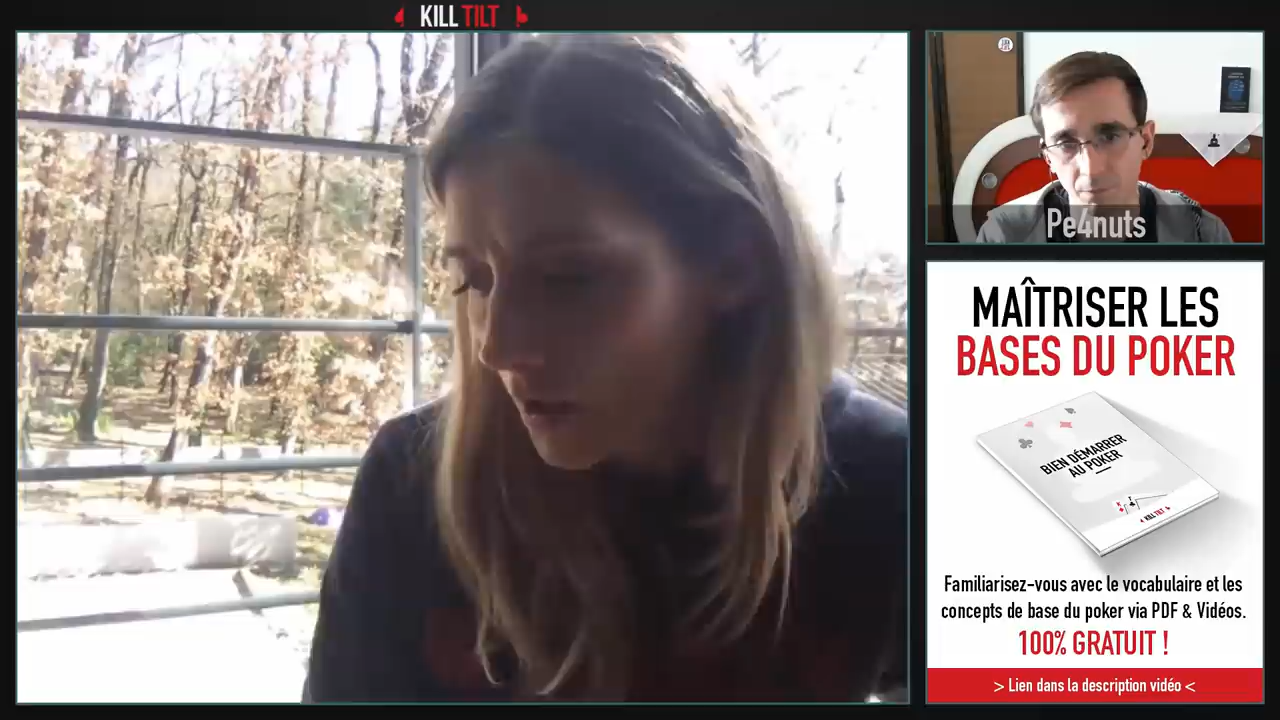 KILL TILT
Pe4nuts
MAÎTRISER LES
BASES DU POKER
BIEN DÉMARRER
AU POKER
KILL TILT
Familiarisez-vous avec le vocabulaire et les
concepts de base du poker via PDF & Vidéos.
100% GRATUIT !
> Lien dans la description vidéo <